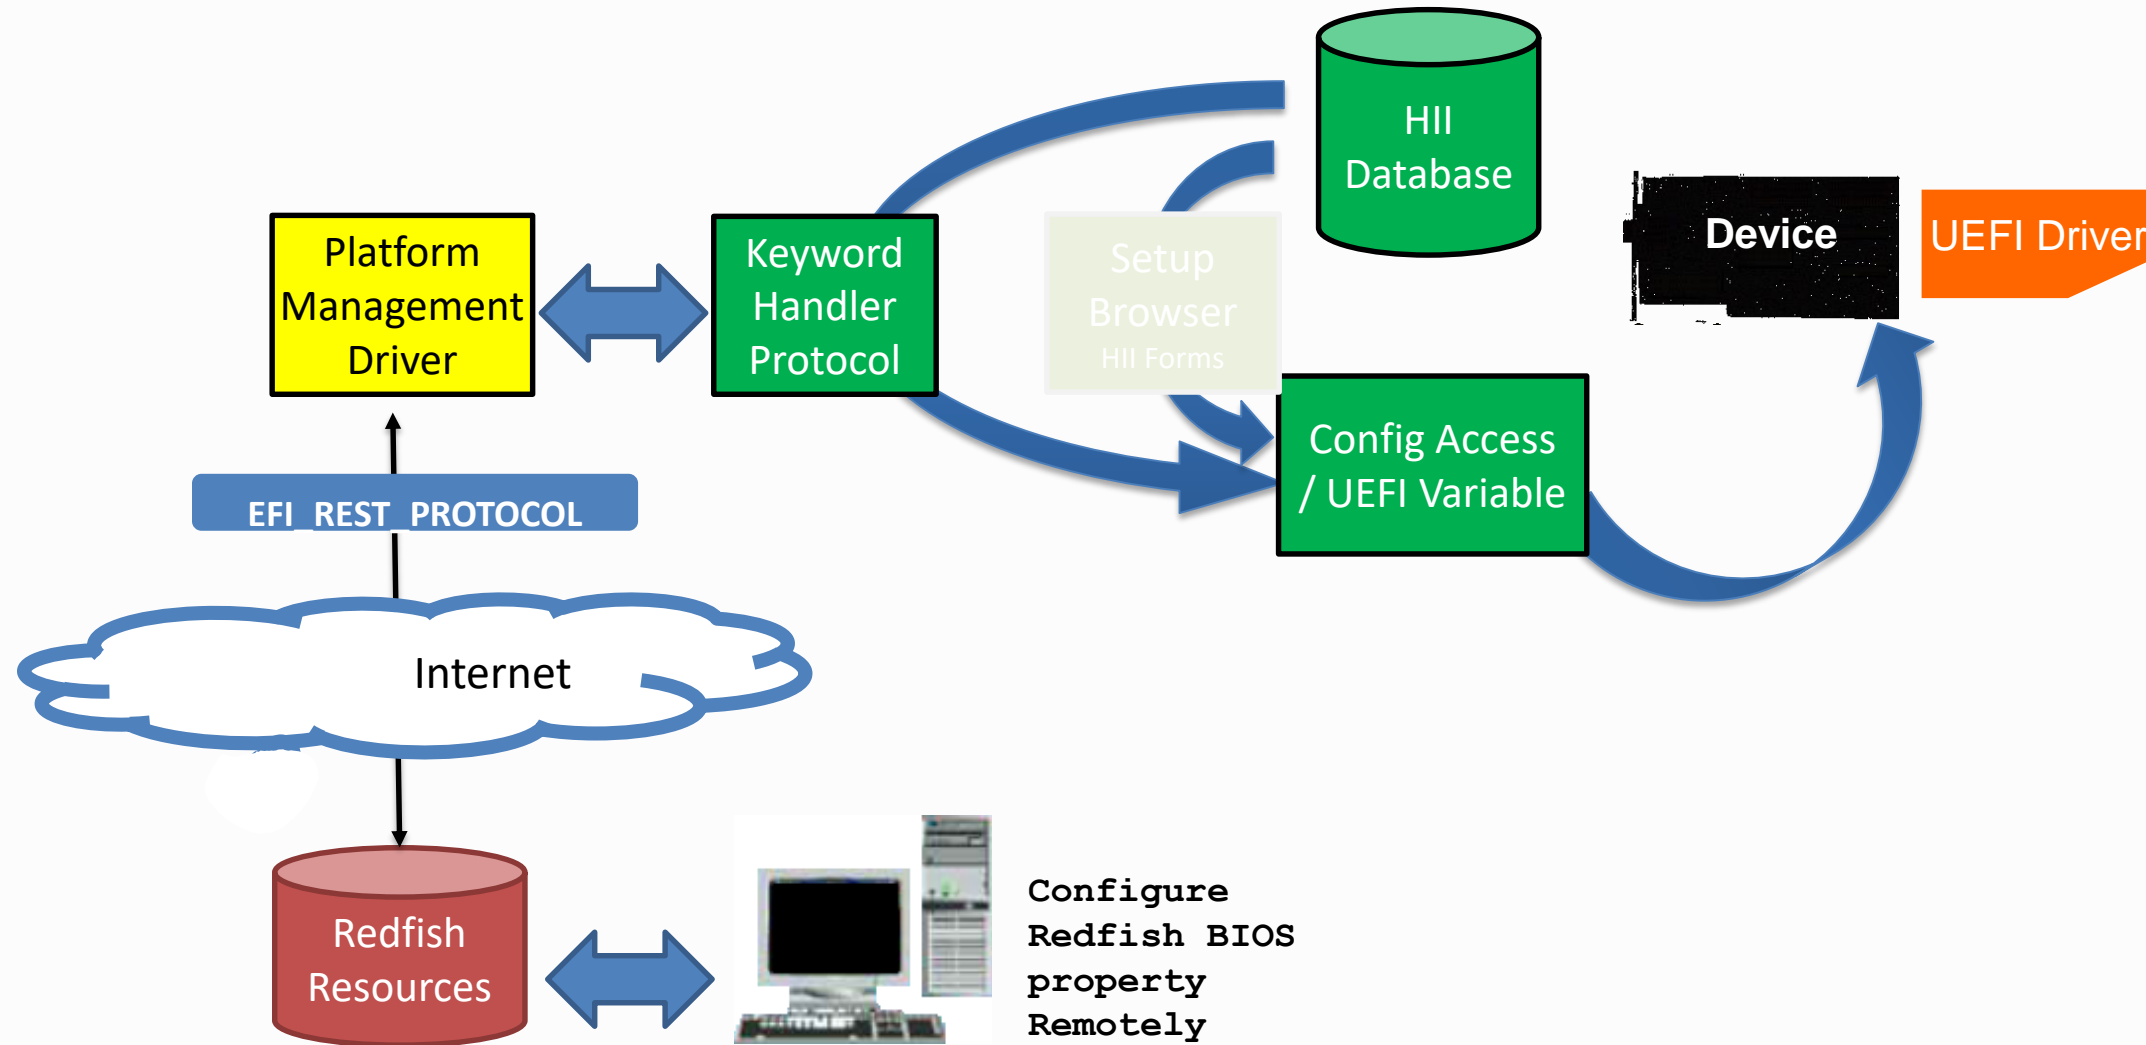 HII
Database
Platform
Management
Driver
Keyword
Handler
Protocol
Setup
Browser
HII Forms
Device
UEFI Driver
Config Access
/ UEFI Variable
EFI_REST_PROTOCOL
Internet
Redfish
Resources
Configure
Redfish BIOS
property
Remotely